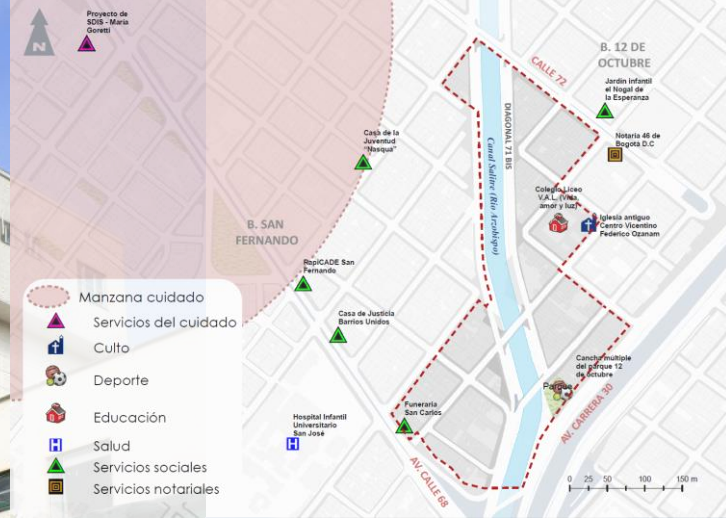 Proyecto de
SDIS - Maria
Goretti
N
B. 12 DE
OCTUBRE
CALLE 72
Jardin infantil
el Nogal de
la Esperanza
Notaria 46 de
Bogotá D.C
DIAGONAL 71 BIS
Canal Salitre (Río Arzobispo)
Casa de la
Juventud
"Nasqua"
Colegio Liceo
V.A.L. (Vida,
amor y luz)
Iglesia antiguo
Centro Vicentino
Federico Ozanam
B. SAN
FERNANDO
RapiCADE San
Fernando
Casa de Justicia
Barrios Unidos
Cancha múltiple
del parque 12
de octubre
Parque
AV. CARRERA 30
Funeraria
San Carlos
Hospital Infantil
Universitario
San José
H
AV. CALLE 68
0 25 50 100 150 m
Manzana cuidado
Servicios del cuidado
Culto
Deporte
Educación
H Salud
Servicios sociales
Servicios notariales